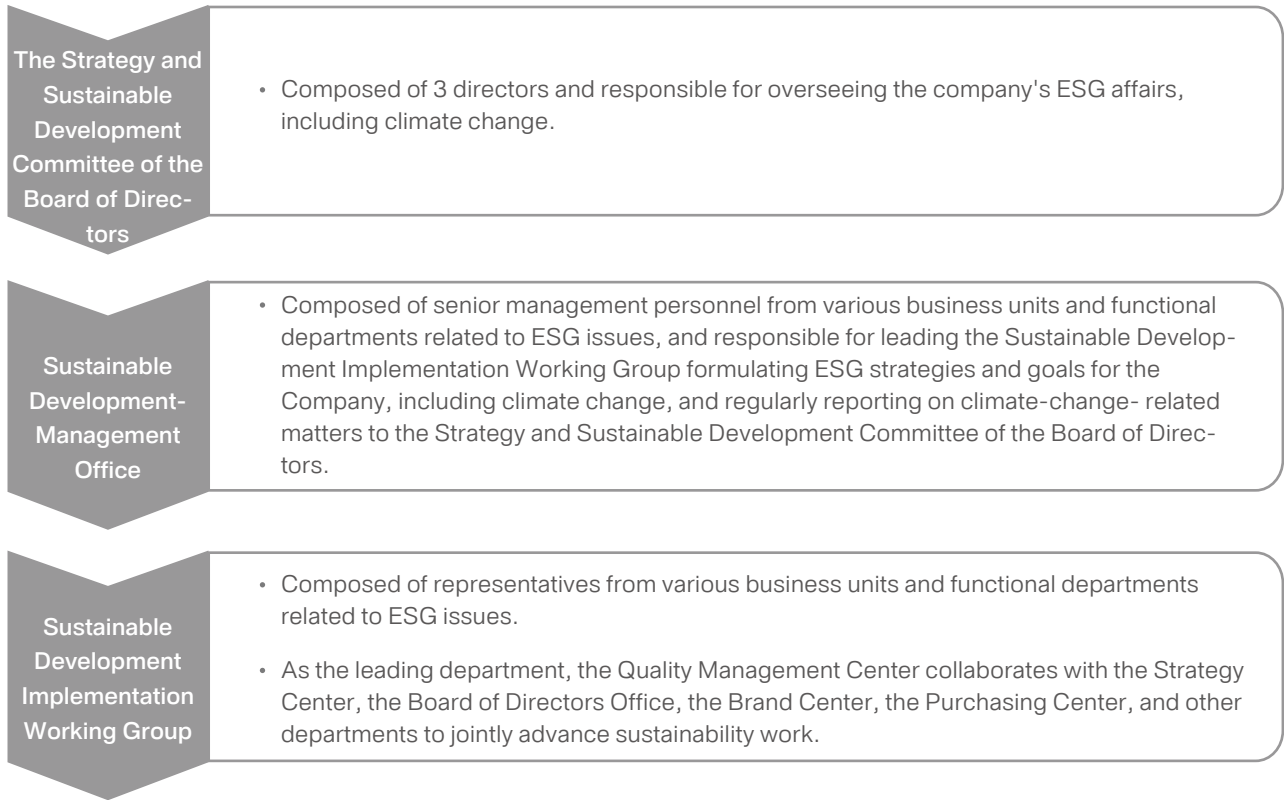 The Strategy and
Sustainable
Development
Committee of the
Board of Direc-
tors
• Composed of 3 directors and responsible for overseeing the company's ESG affairs,
including climate change.
Sustainable
Development-
Management
Office
• Composed of senior management personnel from various business units and functional
departments related to ESG issues, and responsible for leading the Sustainable Develop-
ment Implementation Working Group formulating ESG strategies and goals for the
Company, including climate change, and regularly reporting on climate-change- related
matters to the Strategy and Sustainable Development Committee of the Board of Direc-
tors.
Sustainable
Development
Implementation
Working Group
• Composed of representatives from various business units and functional departments
related to ESG issues.
• As the leading department, the Quality Management Center collaborates with the Strategy
Center, the Board of Directors Office, the Brand Center, the Purchasing Center, and other
departments to jointly advance sustainability work.